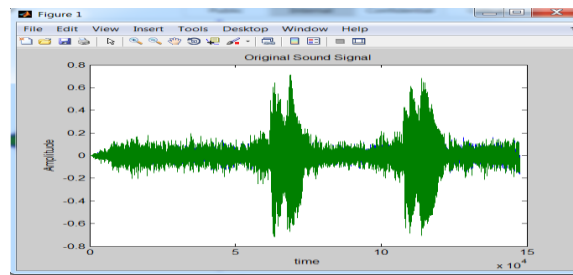 Figure 1
File Edit View Insert Tools Desktop Window Help
Original Sound Signal
0.8
0.6
0.4
0.2
0
-0.2
-0.4
-0.6
-0.8
Amplitude
0 5 10 15
time
x 10^4